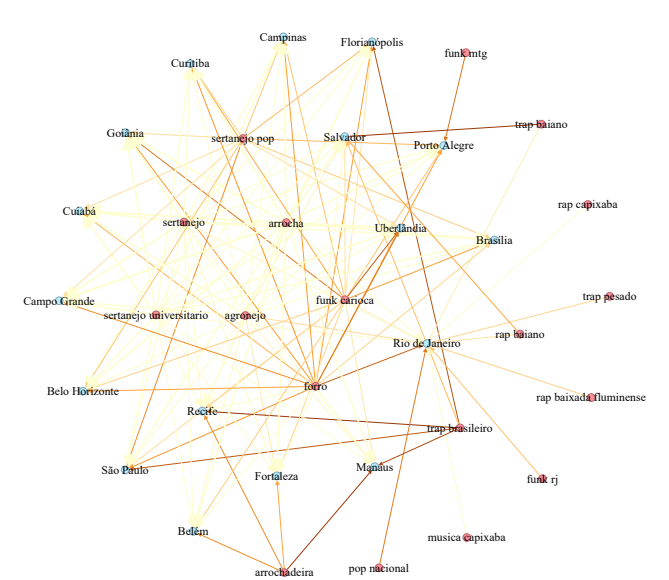 Campinas
Florianópolis
funk mtg
Curitiba
Goiânia
sertanejo pop
Salvador
trap baiano
Porto Alegre
rap capixaba
Cuiabá
sertanejo
arrocha
Uberlândia
Brasília
Campo Grande
sertanejo universitario
agronejo
funk carioca
trap pesado
rap baiano
Rio de Janeiro
Belo Horizonte
forro
rap baixada fluminense
Recife
trap brasileiro
São Paulo
Fortaleza
Manaus
funk rj
Belém
musica capixaba
arrochadeira
pop nacional